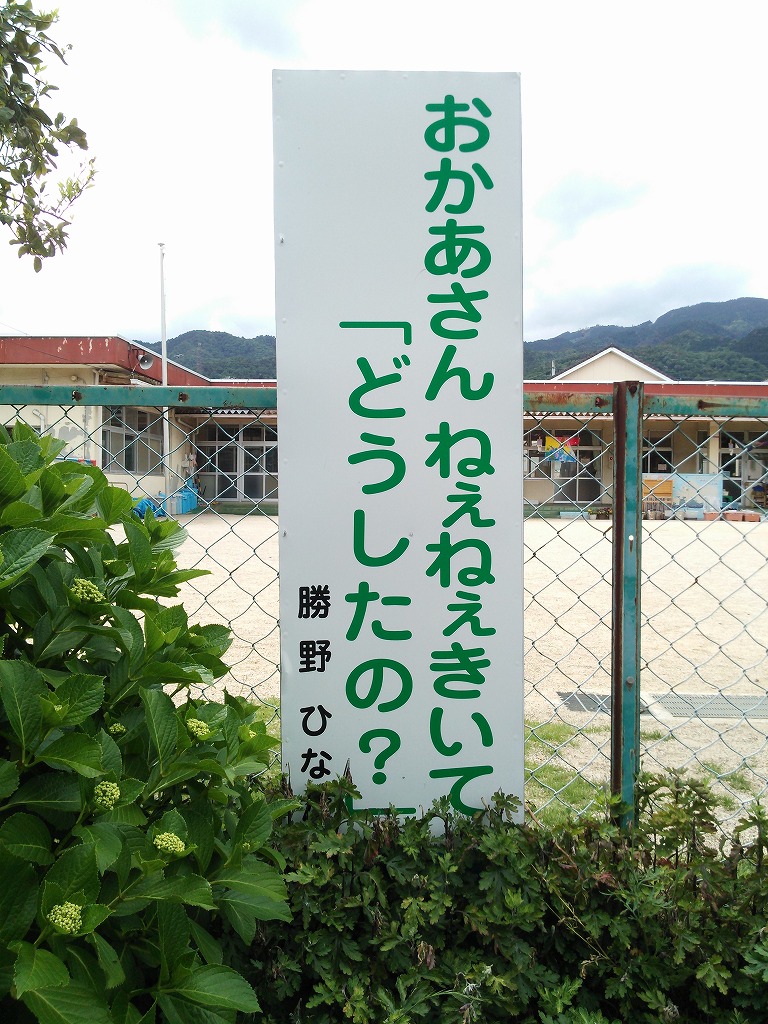 おかあさん ねぇねぇきいて
「どうしたの?」
勝野 ひな